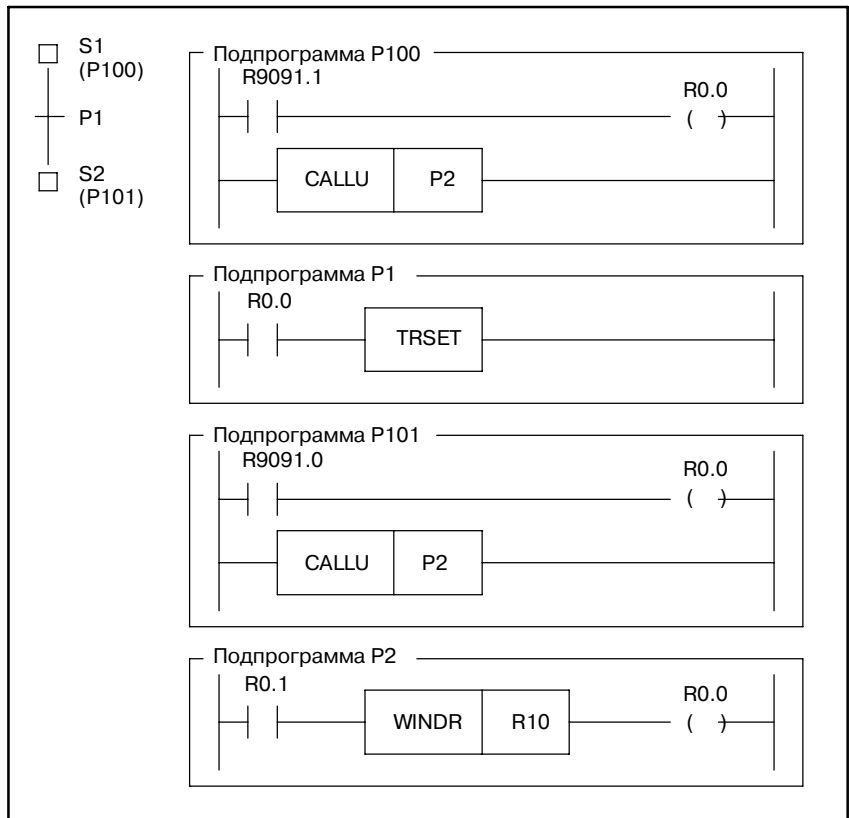 S1
(P100)
P1
S2
(P101)
Подпрограмма P100
R9091.1
R0.0
( )
CALLU P2
Подпрограмма P1
R0.0
TRSET
Подпрограмма P101
R9091.0
R0.0
( )
CALLU P2
Подпрограмма P2
R0.1
R0.0
WINDR R10
( )